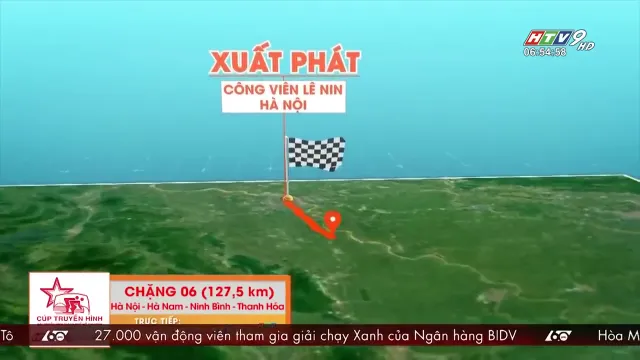 HTV9 HD
06:54:58
XUẤT PHÁT
CÔNG VIÊN LÊ NIN
HÀ NỘI
CHẶNG 06 (127,5 km)
Hà Nội - Hà Nam - Ninh Bình - Thanh Hóa
CÚP TRUYỀN HÌNH
TRỰC TIẾP:
Tô 27.000 vận động viên tham gia giải chạy Xanh của Ngân hàng BIDV Hòa M